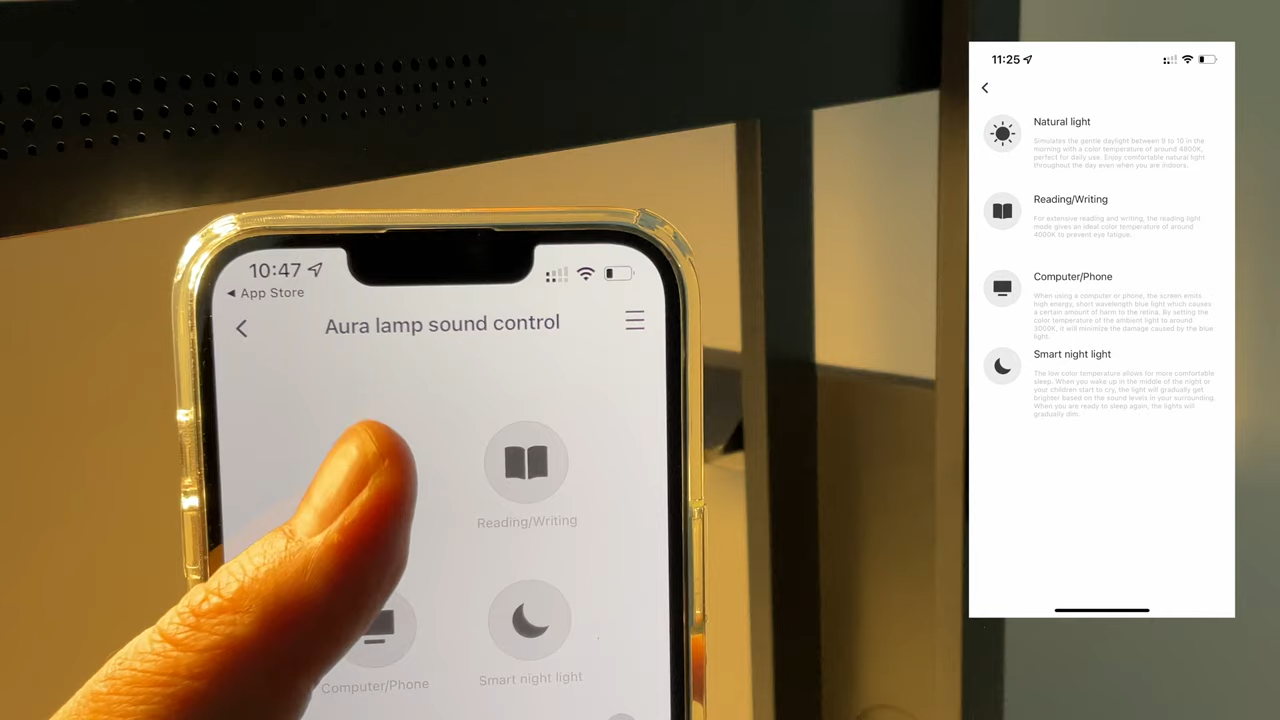 10:47
◀ App Store
Aura lamp sound control
Reading/Writing
Computer/Phone
Smart night light
11:25
Natural light
Simulates the gentle daylight between 9 to 10 in the
morning with a color temperature of around 4800K,
perfect for daily use. Enjoy comfortable natural light
throughout the day even when you are indoors.
Reading/Writing
For extensive reading and writing, the reading light
mode gives an ideal color temperature of around
4000K to prevent eye fatigue.
Computer/Phone
When using a computer or phone, the screen emits
high energy, short wavelength blue light which causes
a certain amount of harm to the retina. By setting the
color temperature of the ambient light to around
3000K, it will minimize the damage caused by the blue
light.
Smart night light
The low color temperature allows for more comfortable
sleep. When you wake up in the middle of the night or
your children start to cry, the light will gradually get
brighter based on the sound levels in your surrounding.
When you are ready to sleep again, the lights will
gradually dim.